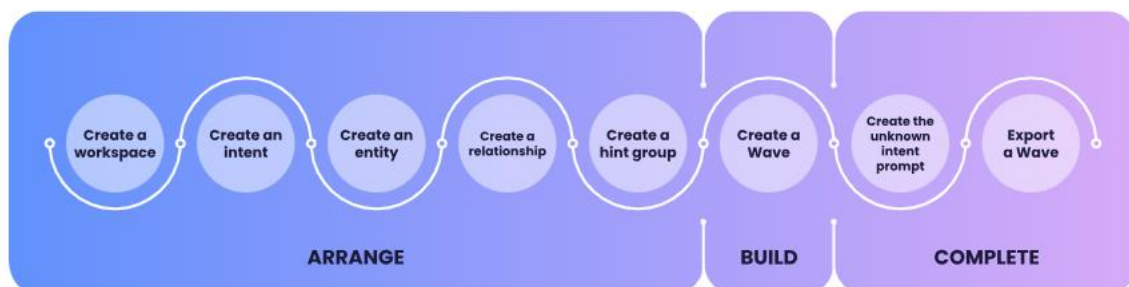 Create a
workspace
Create an
intent
Create an
entity
Create a
relationship
Create a
hint group
Create a
Wave
Create the
unknown
intent
prompt
Export
a Wave
ARRANGE
BUILD
COMPLETE